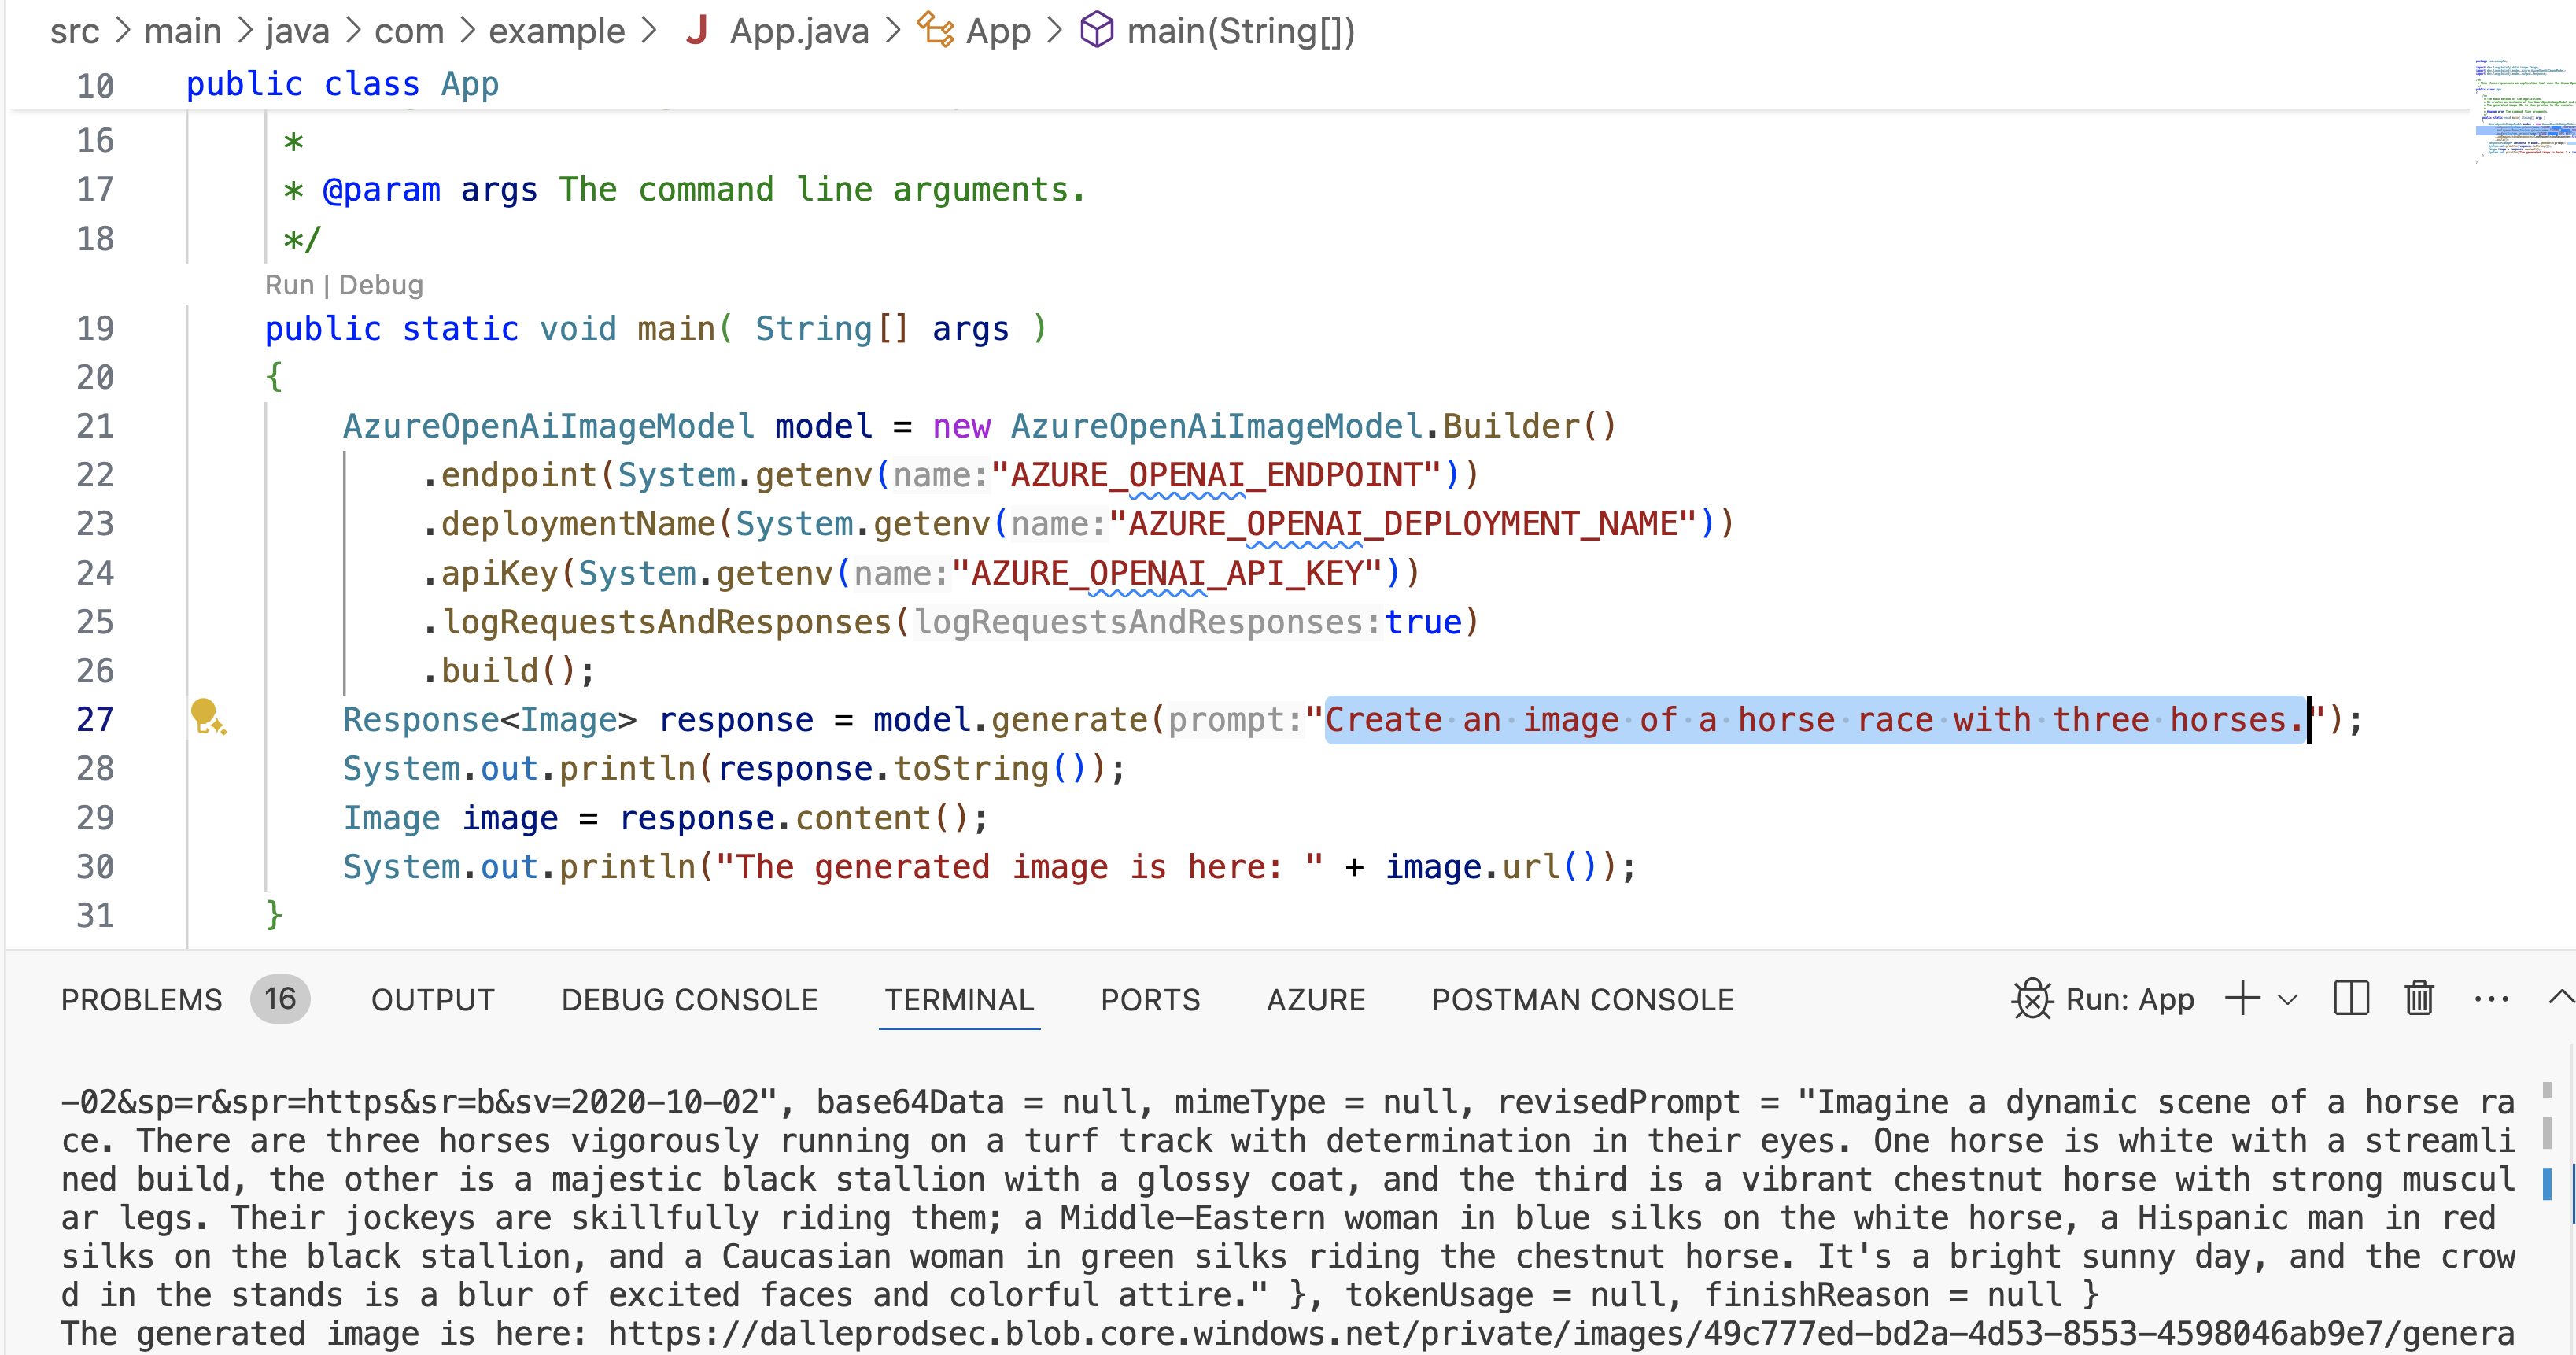 src > main > java > com > example > J App.java > App > main(String[])
10 public class App
16 *
17 * @param args The command line arguments.
18 */
Run | Debug
19 public static void main( String[] args )
20 {
21 AzureOpenAiImageModel model = new AzureOpenAiImageModel.Builder()
22 .endpoint(System.getenv(name:"AZURE_OPENAI_ENDPOINT"))
23 .deploymentName(System.getenv(name:"AZURE_OPENAI_DEPLOYMENT_NAME"))
24 .apiKey(System.getenv(name:"AZURE_OPENAI_API_KEY"))
25 .logRequestsAndResponses(logRequestsAndResponses:true)
26 .build();
27 Response<Image> response = model.generate(prompt:"Create an image of a horse race with three horses.");
28 System.out.println(response.toString());
29 Image image = response.content();
30 System.out.println("The generated image is here: " + image.url());
31 }
PROBLEMS 16 OUTPUT DEBUG CONSOLE TERMINAL PORTS AZURE POSTMAN CONSOLE Run: App
-02&sp=r&spr=https&sr=b&sv=2020-10-02", base64Data = null, mimeType = null, revisedPrompt = "Imagine a dynamic scene of a horse ra
ce. There are three horses vigorously running on a turf track with determination in their eyes. One horse is white with a streamli
ned build, the other is a majestic black stallion with a glossy coat, and the third is a vibrant chestnut horse with strong muscul
ar legs. Their jockeys are skillfully riding them; a Middle-Eastern woman in blue silks on the white horse, a Hispanic man in red
silks on the black stallion, and a Caucasian woman in green silks riding the chestnut horse. It's a bright sunny day, and the crow
d in the stands is a blur of excited faces and colorful attire." }, tokenUsage = null, finishReason = null }
The generated image is here: https://dalleprodsec.blob.core.windows.net/private/images/49c777ed-bd2a-4d53-8553-4598046ab9e7/genera